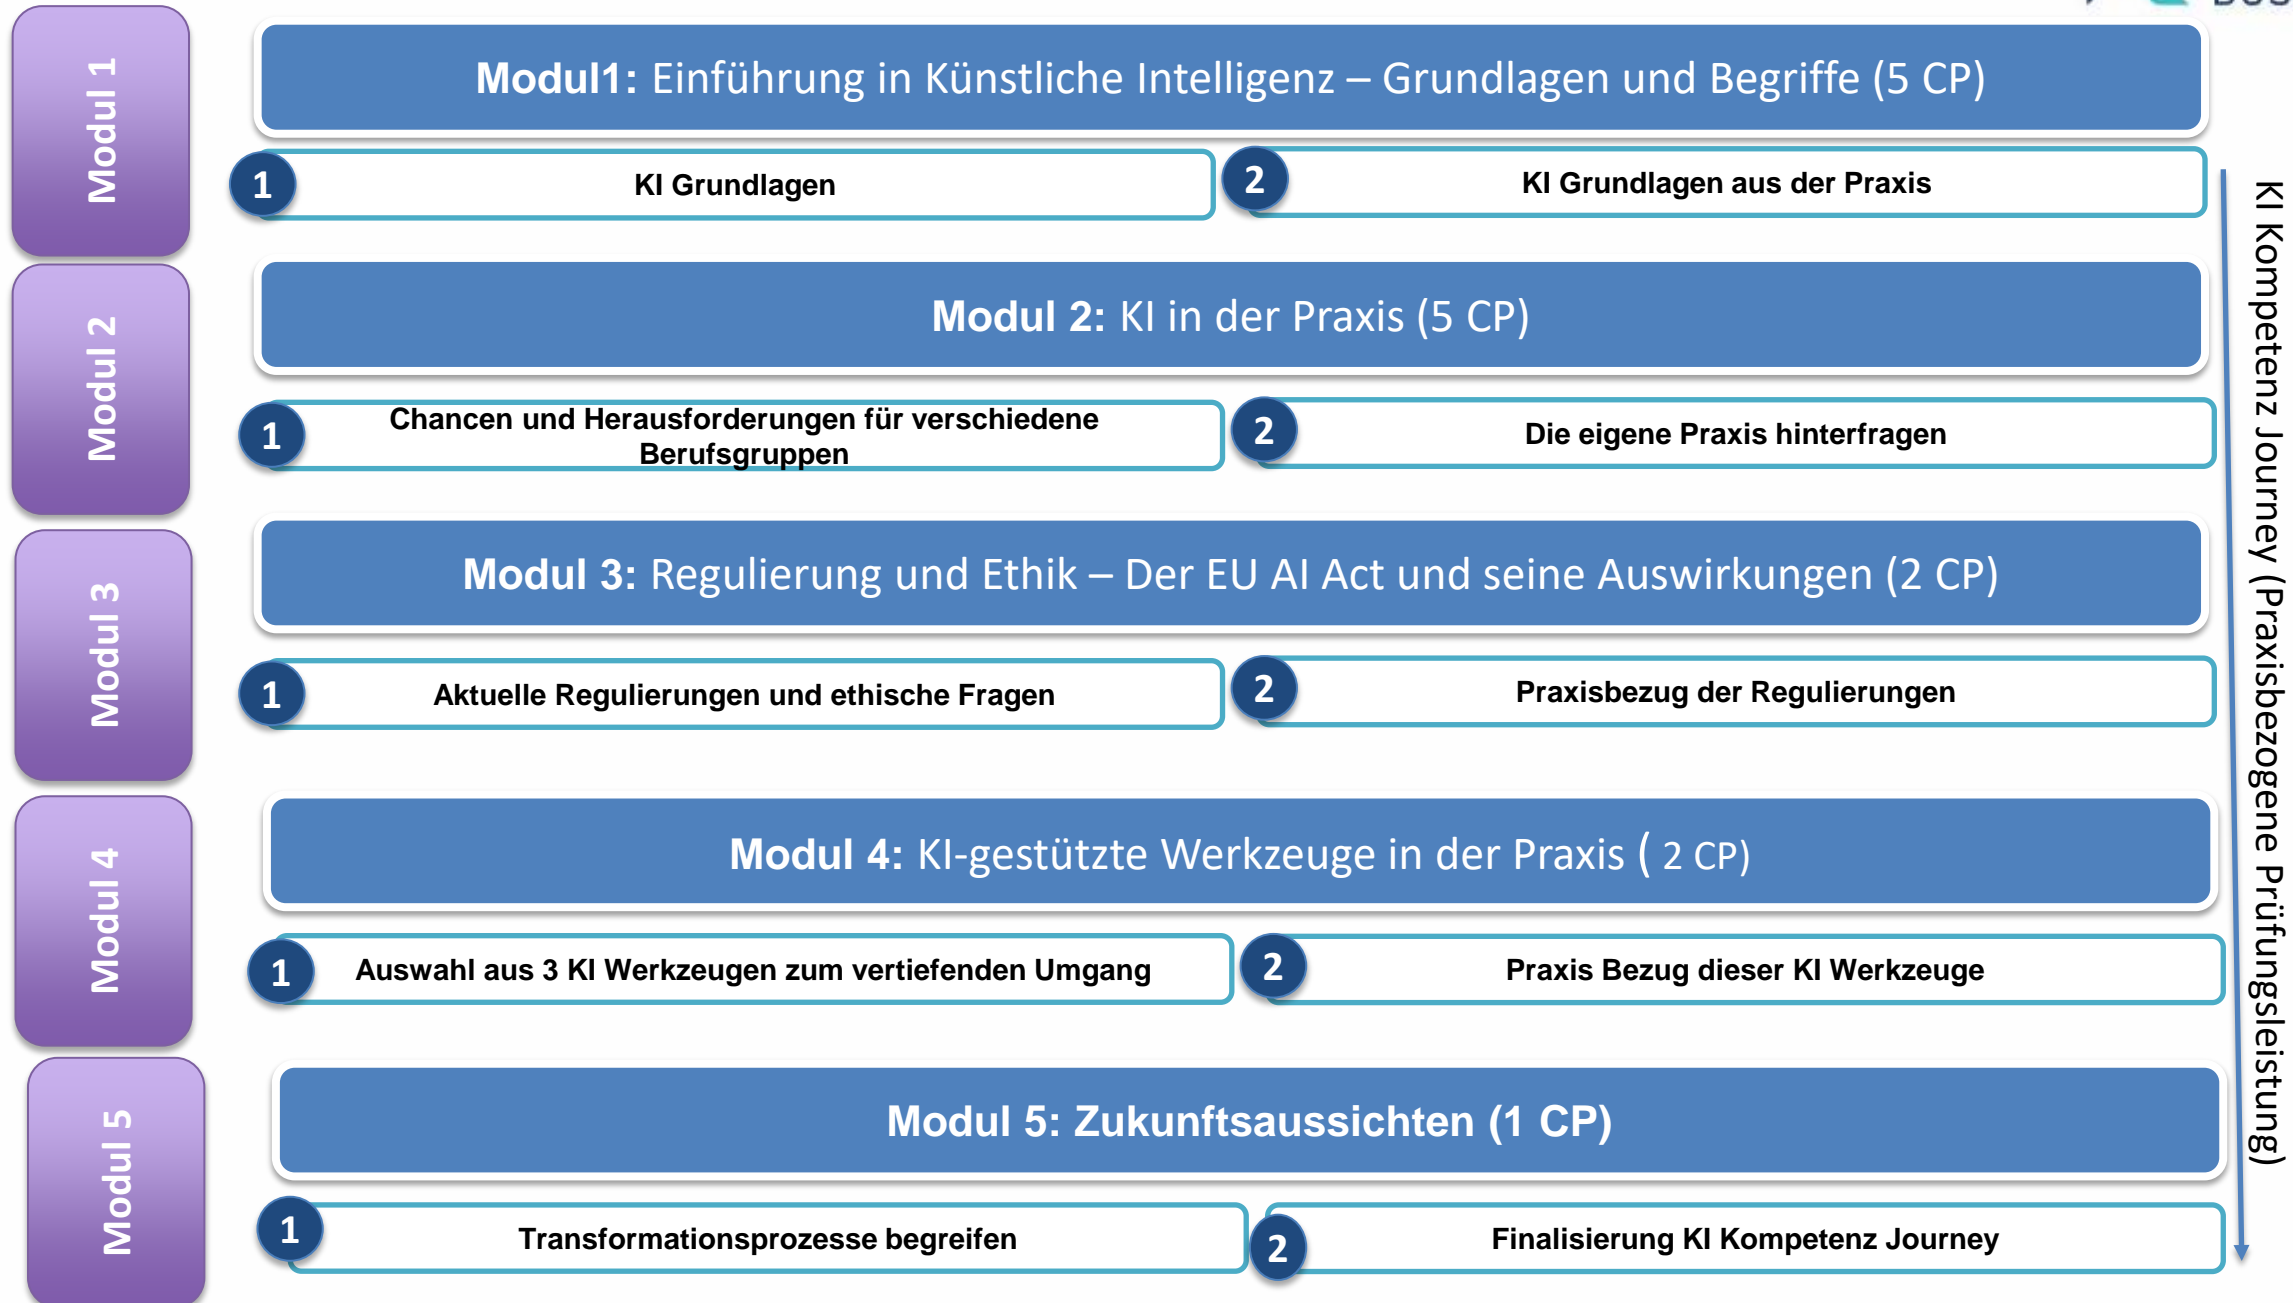 Modul 1
Modul1: Einführung in Künstliche Intelligenz – Grundlagen und Begriffe (5 CP)
1
KI Grundlagen
2
KI Grundlagen aus der Praxis
Modul 2
Modul 2: KI in der Praxis (5 CP)
1
Chancen und Herausforderungen für verschiedene
Berufsgruppen
2
Die eigene Praxis hinterfragen
Modul 3
Modul 3: Regulierung und Ethik – Der EU AI Act und seine Auswirkungen (2 CP)
1
Aktuelle Regulierungen und ethische Fragen
2
Praxisbezug der Regulierungen
Modul 4
Modul 4: KI-gestützte Werkzeuge in der Praxis ( 2 CP)
1
Auswahl aus 3 KI Werkzeugen zum vertiefenden Umgang
2
Praxis Bezug dieser KI Werkzeuge
Modul 5
Modul 5: Zukunftsaussichten (1 CP)
1
Transformationsprozesse begreifen
2
Finalisierung KI Kompetenz Journey
KI Kompetenz Journey (Praxisbezogene Prüfungsleistung)